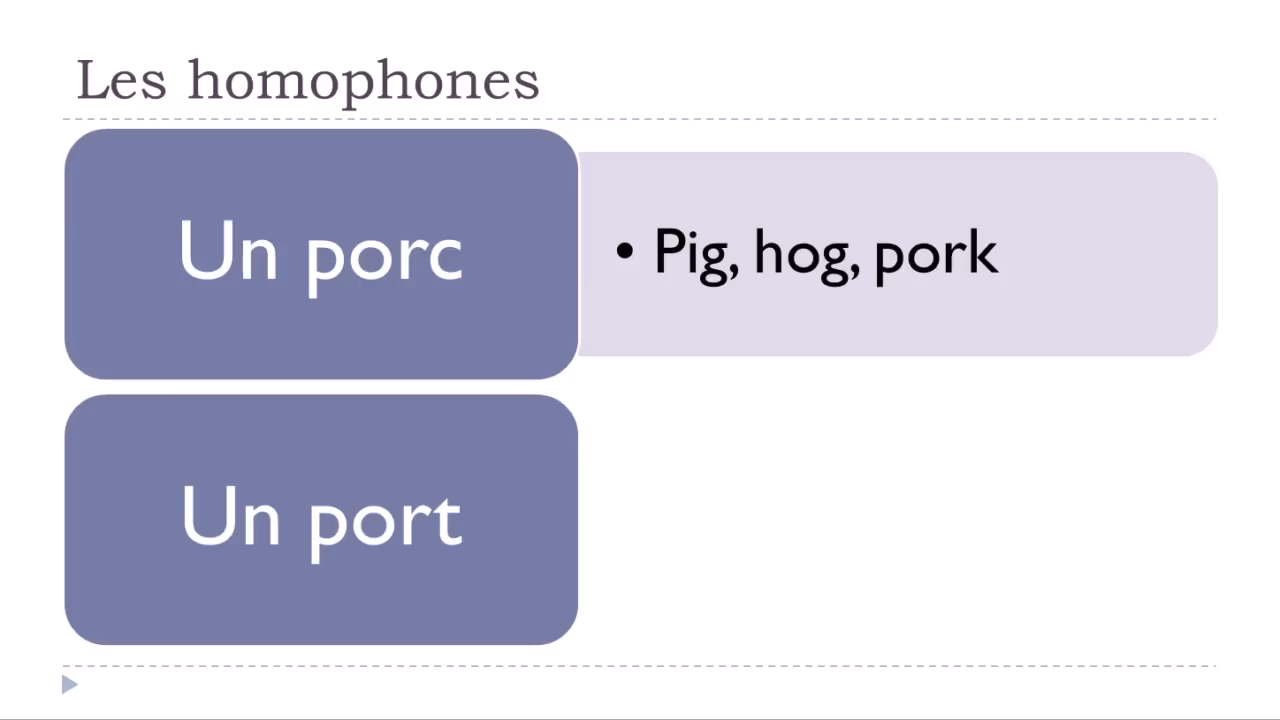 Les homophones
Un porc
• Pig, hog, pork
Un port